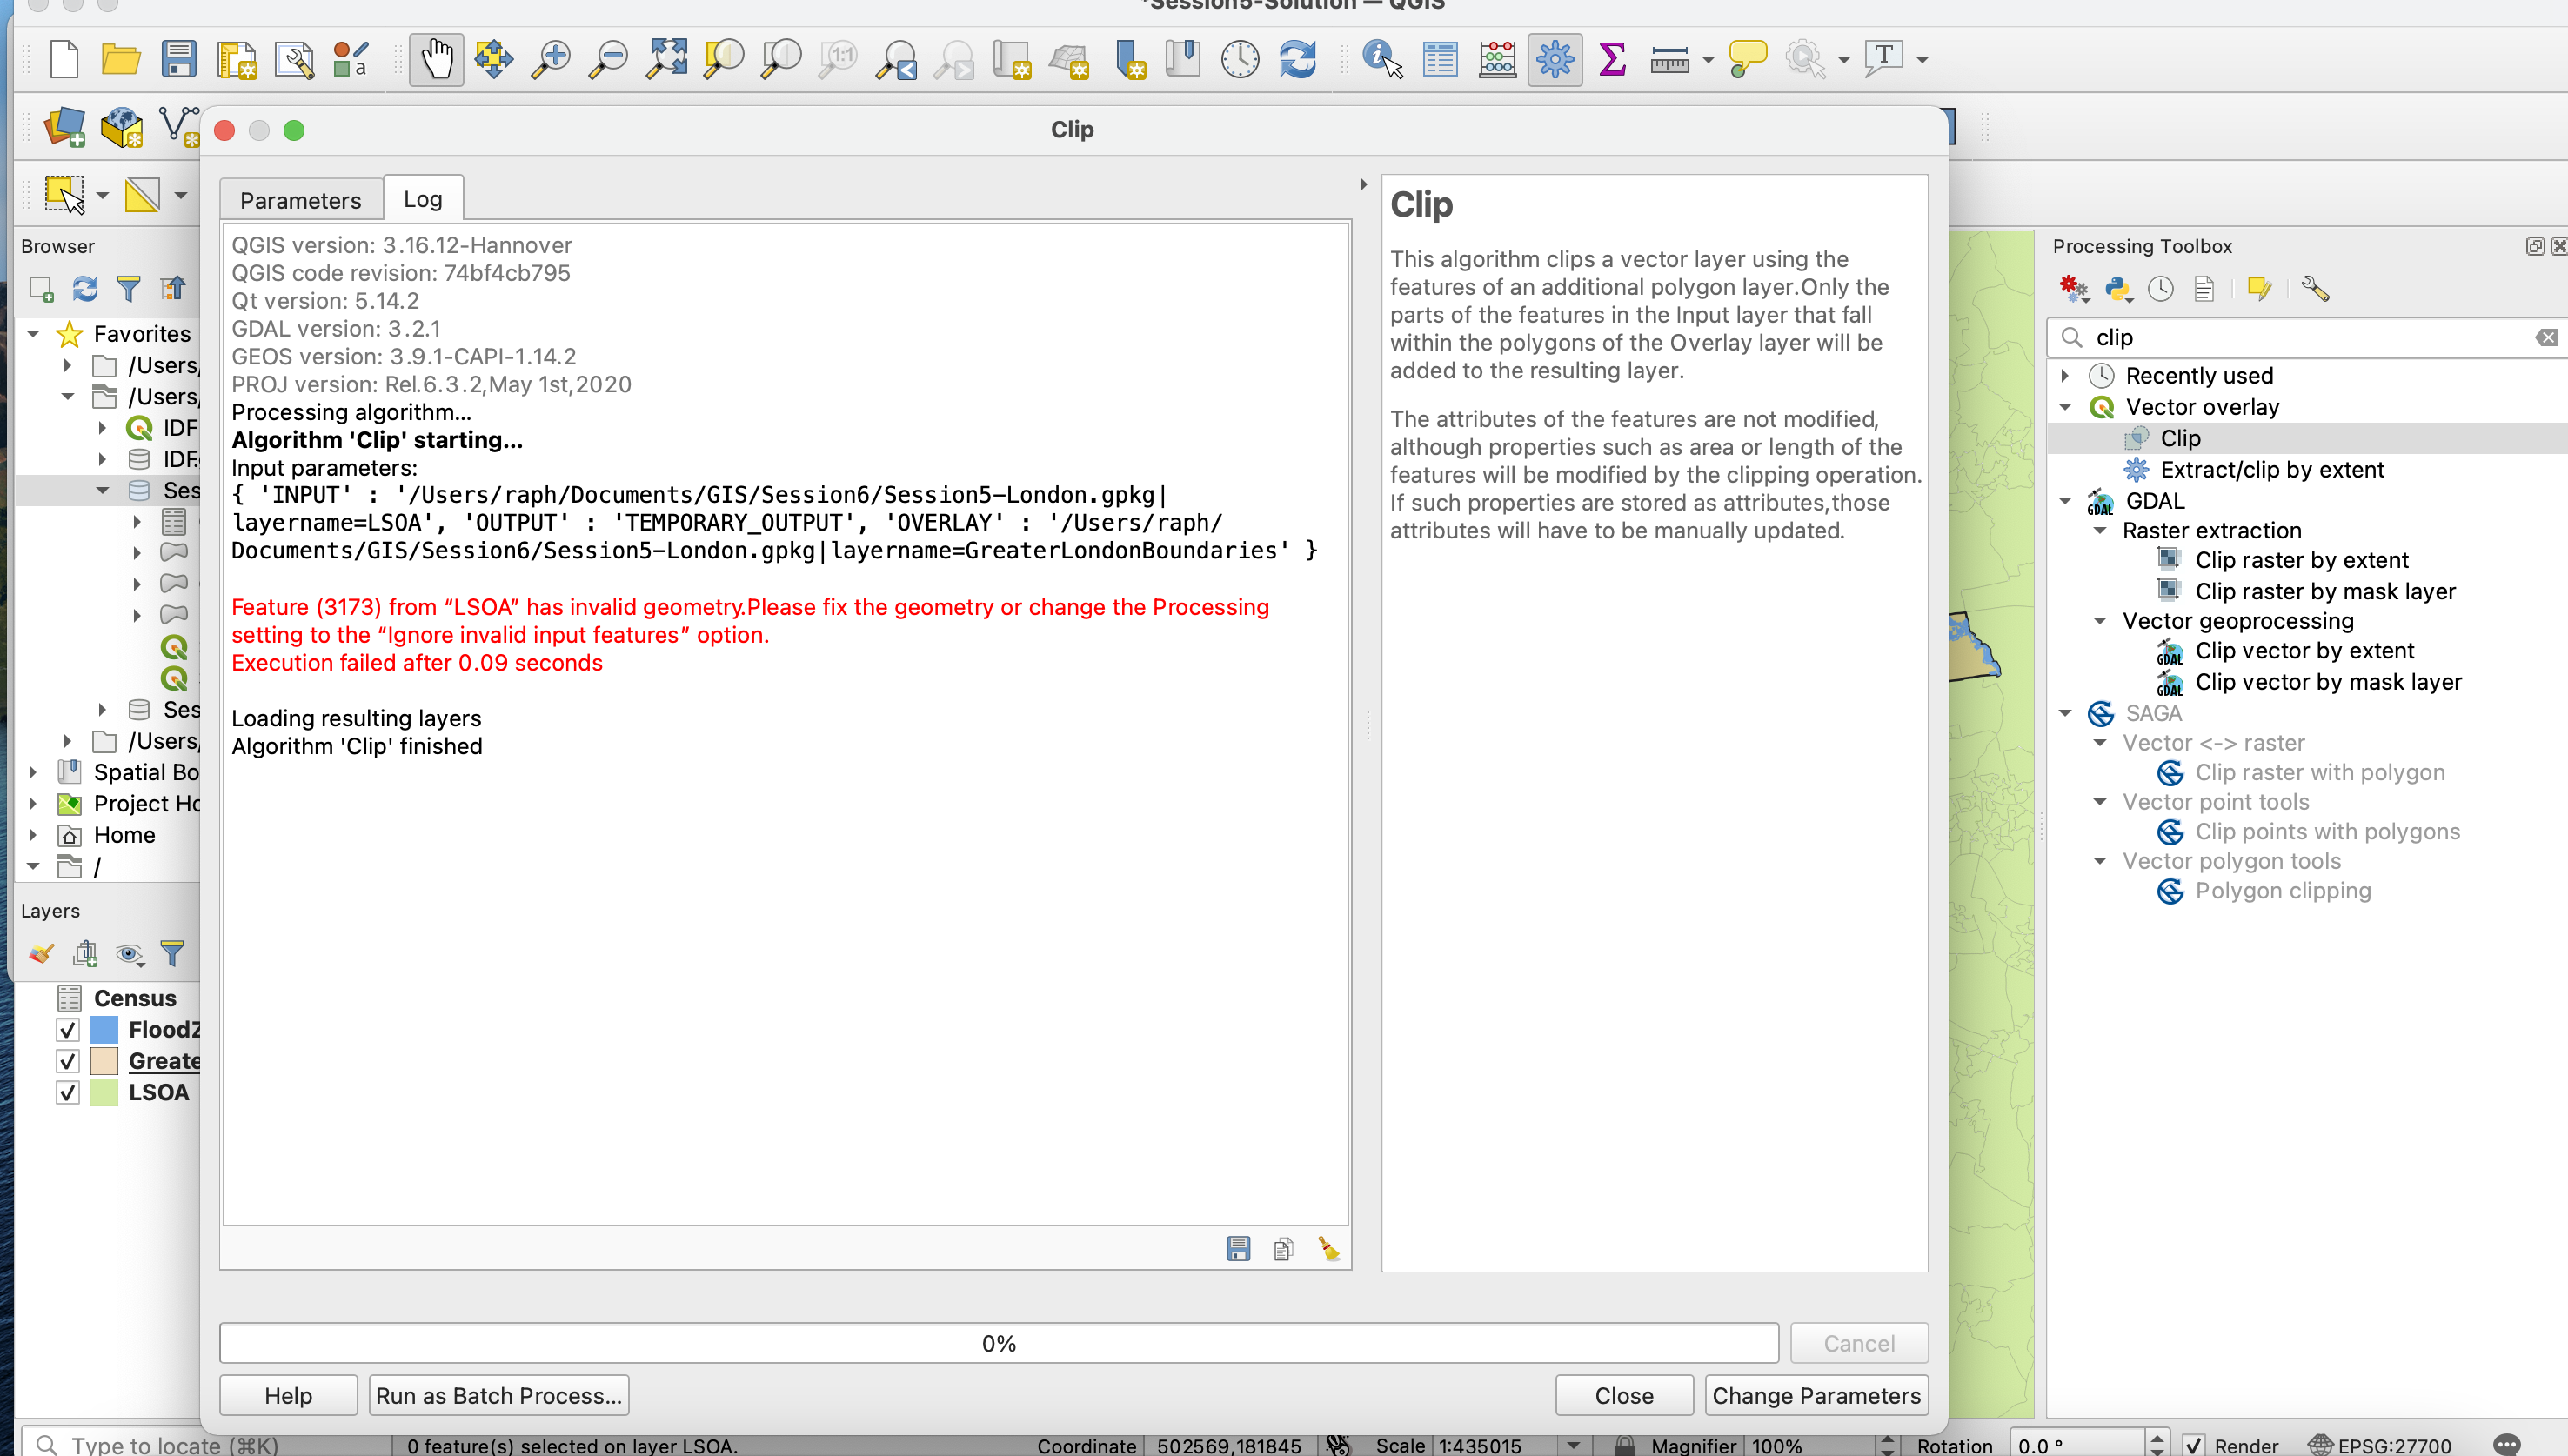 *Session5-Solution — QGIS
Clip
Parameters
Log
QGIS version: 3.16.12-Hannover
QGIS code revision: 74bf4cb795
Qt version: 5.14.2
GDAL version: 3.2.1
GEOS version: 3.9.1-CAPI-1.14.2
PROJ version: Rel.6.3.2,May 1st,2020
Processing algorithm...
Algorithm 'Clip' starting...
Input parameters:
{ 'INPUT' : '/Users/raph/Documents/GIS/Session6/Session5-London.gpkg|
layername=LSOA', 'OUTPUT' : 'TEMPORARY_OUTPUT', 'OVERLAY' : '/Users/raph/
Documents/GIS/Session6/Session5-London.gpkg|layername=GreaterLondonBoundaries' }
Feature (3173) from “LSOA” has invalid geometry.Please fix the geometry or change the Processing
setting to the “Ignore invalid input features” option.
Execution failed after 0.09 seconds
Loading resulting layers
Algorithm 'Clip' finished
Clip
This algorithm clips a vector layer using the
features of an additional polygon layer.Only the
parts of the features in the Input layer that fall
within the polygons of the Overlay layer will be
added to the resulting layer.
The attributes of the features are not modified,
although properties such as area or length of the
features will be modified by the clipping operation.
If such properties are stored as attributes,those
attributes will have to be manually updated.
0%
Cancel
Help
Run as Batch Process...
Close
Change Parameters
Browser
Favorites
/Users/
/Users/
IDF
IDF.
Ses
Ses
/Users/
Spatial Bo
Project Ho
Home
/
Layers
Census
FloodZ
Greate
LSOA
Processing Toolbox
clip
Recently used
Vector overlay
Clip
Extract/clip by extent
GDAL
Raster extraction
Clip raster by extent
Clip raster by mask layer
Vector geoprocessing
Clip vector by extent
Clip vector by mask layer
SAGA
Vector <-> raster
Clip raster with polygon
Vector point tools
Clip points with polygons
Vector polygon tools
Polygon clipping
Type to locate (⌘K)
0 feature(s) selected on layer LSOA.
Coordinate 502569,181845
Scale 1:435015
Magnifier 100%
Rotation 0.0 °
Render
EPSG:27700